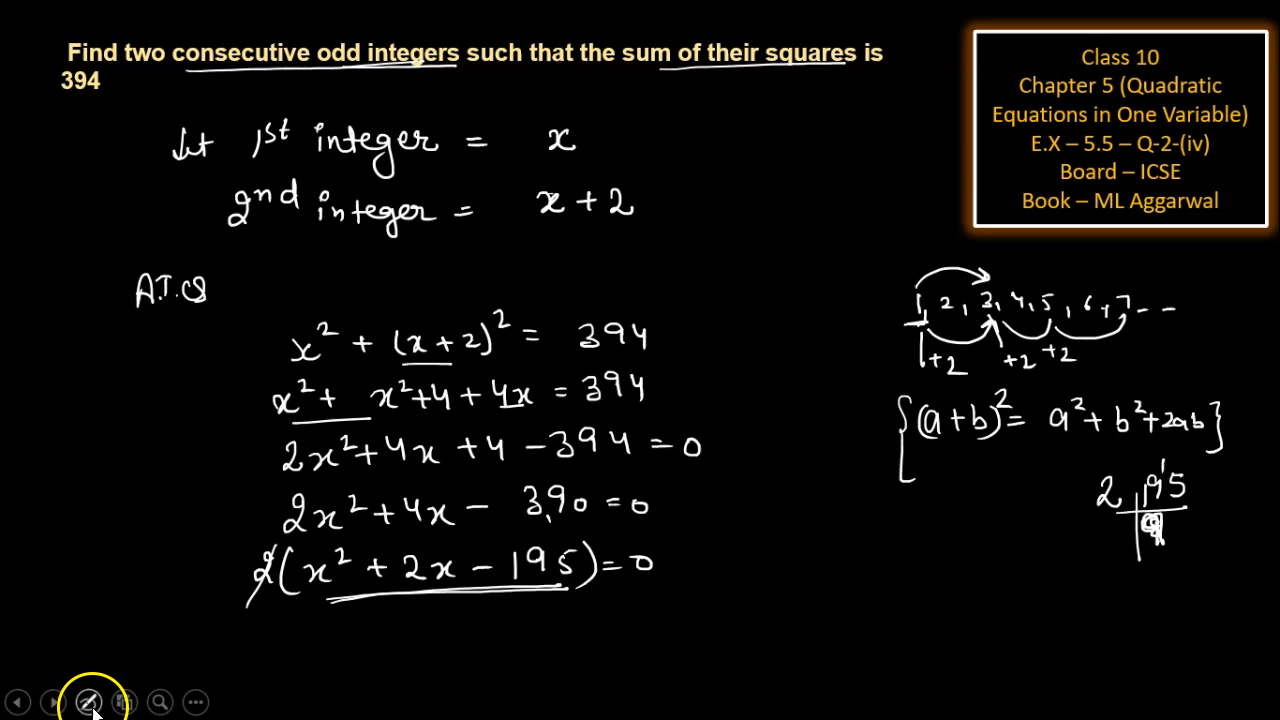 Find two consecutive odd integers such that the sum of their squares is
394
Class 10
Chapter 5 (Quadratic
Equations in One Variable)
E.X – 5.5 – Q-2-(iv)
Board – ICSE
Book – ML Aggarwal
Let 1st integer = x
2nd integer = x + 2
A.T.Q
x² + (x + 2)² = 394
x² + x² + 4 + 4x = 394
2x² + 4x + 4 - 394 = 0
2x² + 4x - 390 = 0
2(x² + 2x - 195) = 0
1, 2, 3, 4, 5, 6, 7 - -
+2 +2 +2
{(a + b)² = a² + b² + 2ab}
2 195